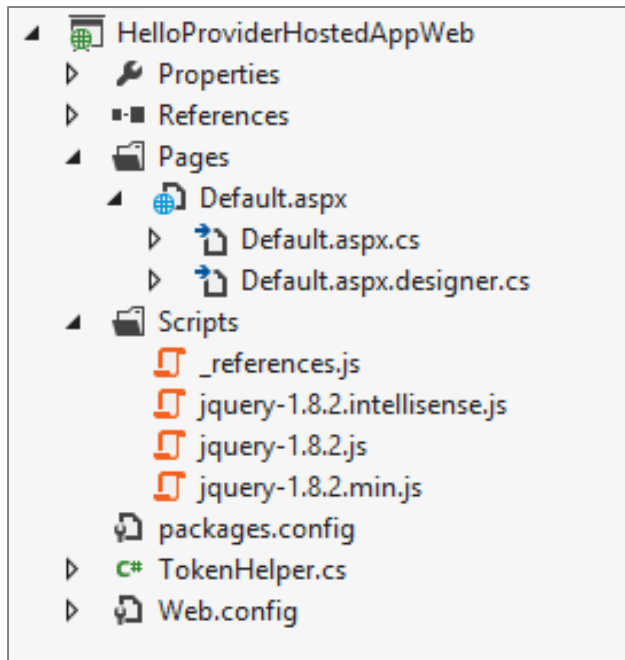 HelloProviderHostedAppWeb
Properties
References
Pages
Default.aspx
Default.aspx.cs
Default.aspx.designer.cs
Scripts
_references.js
jquery-1.8.2.intellisense.js
jquery-1.8.2.js
jquery-1.8.2.min.js
packages.config
C# TokenHelper.cs
Web.config